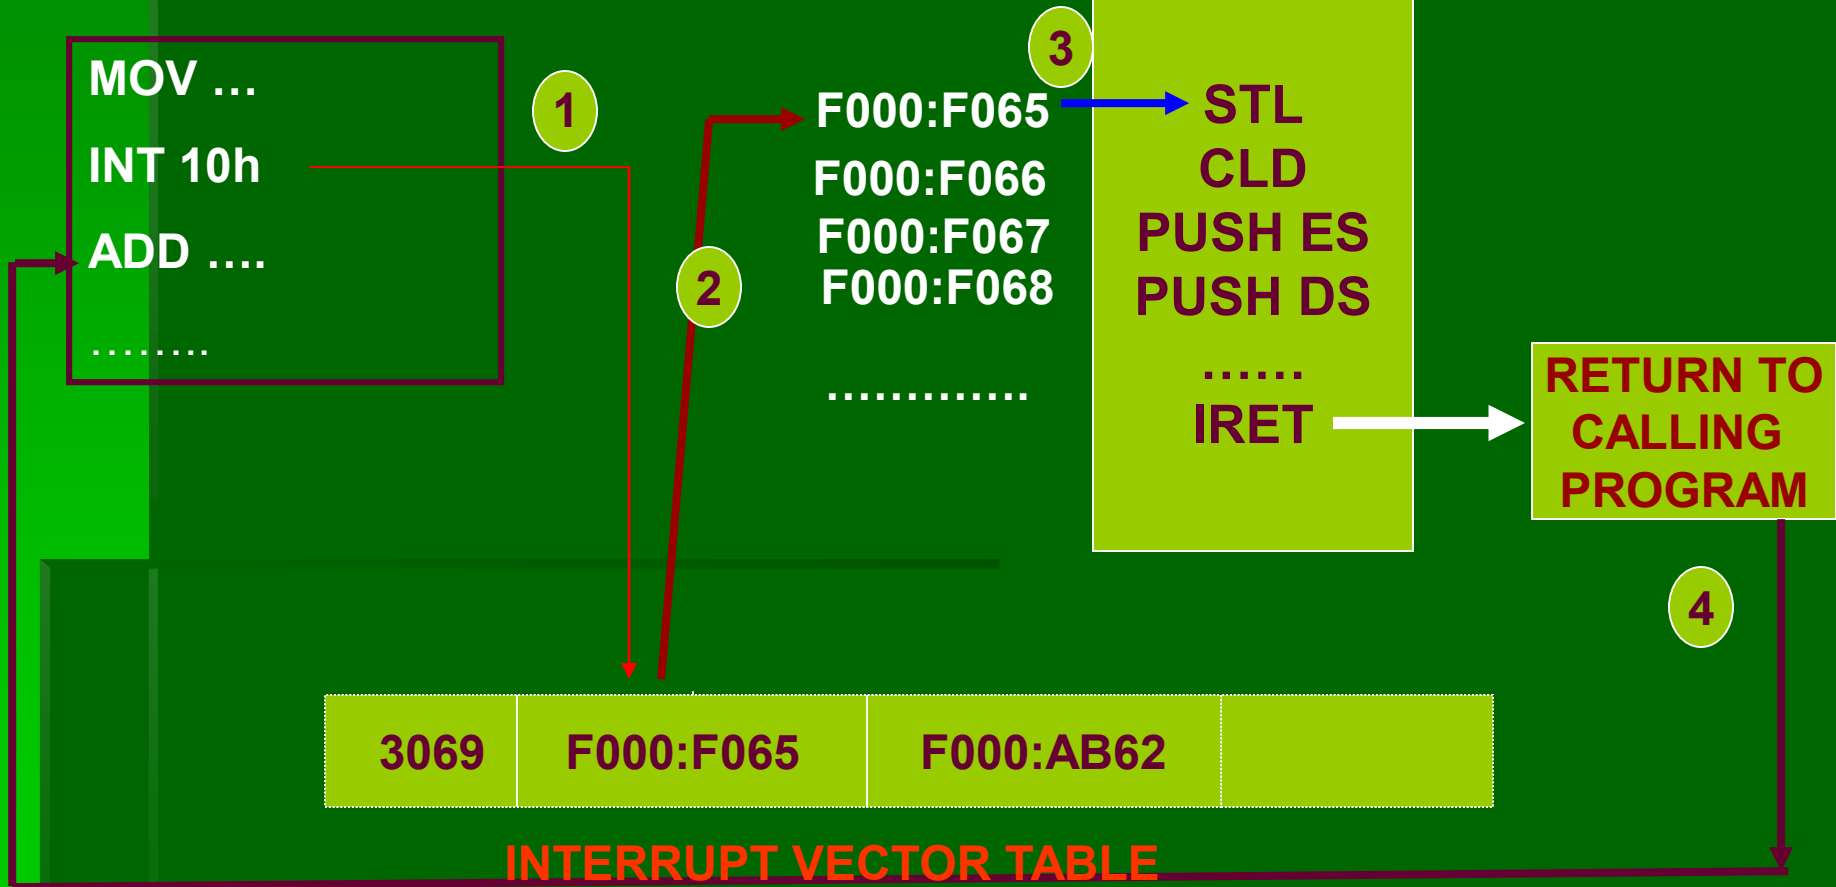 MOV ...
INT 10h
ADD ....
........
1
2
F000:F065
F000:F066
F000:F067
F000:F068
.............
3
STL
CLD
PUSH ES
PUSH DS
......
IRET
RETURN TO
CALLING
PROGRAM
4
3069 F000:F065 F000:AB62
INTERRUPT VECTOR TABLE